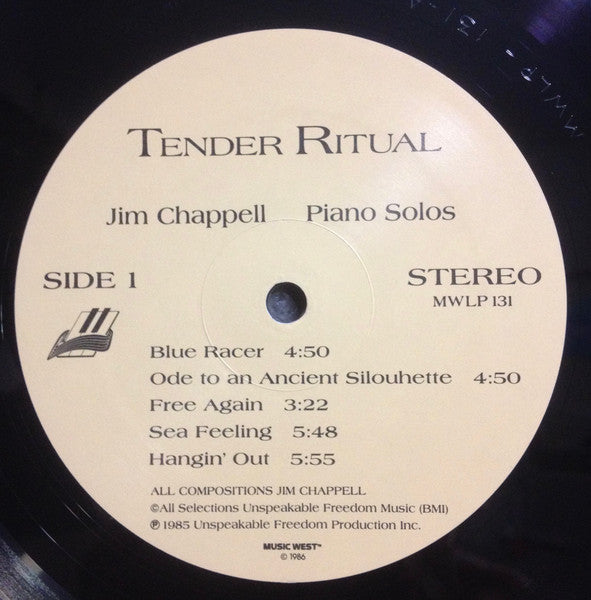 MWLP-131-A
TENDER RITUAL
Jim Chappell Piano Solos
SIDE 1
STEREO
MWLP 131
Blue Racer 4:50
Ode to an Ancient Silouhette 4:50
Free Again 3:22
Sea Feeling 5:48
Hangin' Out 5:55
ALL COMPOSITIONS JIM CHAPPELL
©All Selections Unspeakable Freedom Music (BMI)
℗ 1985 Unspeakable Freedom Production Inc.
MUSIC WEST™
© 1986